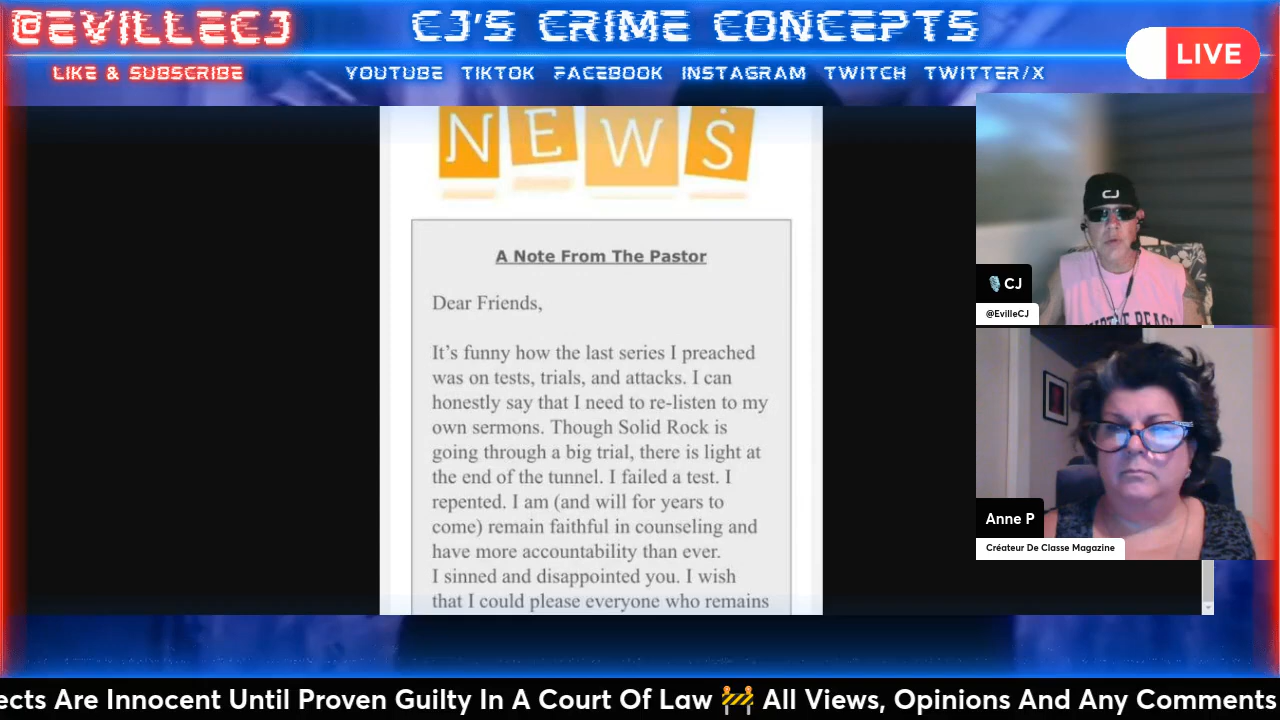 @EVILLECJ
CJ'S CRIME CONCEPTS
LIVE
LIKE & SUBSCRIBE
YOUTUBE TIKTOK FACEBOOK INSTAGRAM TWITCH TWITTER/X
NEWS
A Note From The Pastor
Dear Friends,
It's funny how the last series I preached
was on tests, trials, and attacks. I can
honestly say that I need to re-listen to my
own sermons. Though Solid Rock is
going through a big trial, there is light at
the end of the tunnel. I failed a test. I
repented. I am (and will for years to
come) remain faithful in counseling and
have more accountability than ever.
I sinned and disappointed you. I wish
that I could please everyone who remains
CJ
CJ
@EvilleCJ
Anne P
Créateur De Classe Magazine
ects Are Innocent Until Proven Guilty In A Court Of Law 🚧 All Views, Opinions And Any Comments